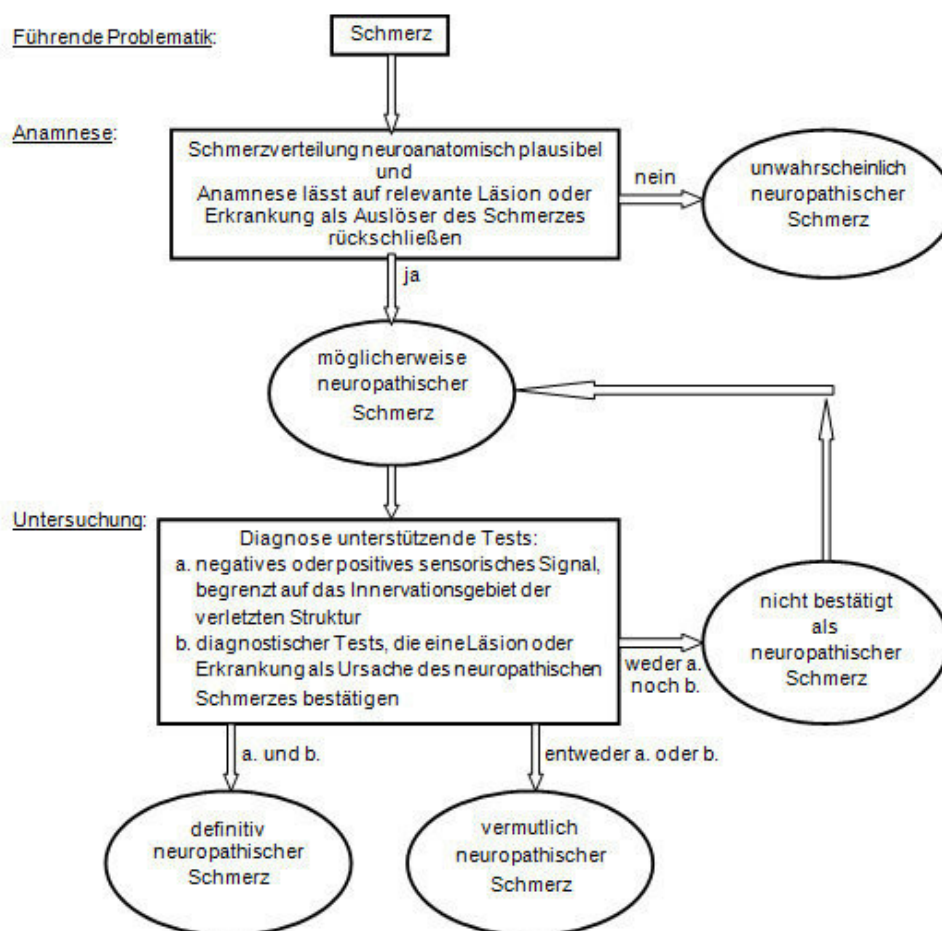 Führende Problematik:
Schmerz
Anamnese:
Schmerzverteilung neuroanatomisch plausibel
und
Anamnese lässt auf relevante Läsion oder
Erkrankung als Auslöser des Schmerzes
rückschließen
nein
unwahrscheinlich
neuropathischer
Schmerz
ja
möglicherweise
neuropathischer
Schmerz
Untersuchung:
Diagnose unterstützende Tests:
a. negatives oder positives sensorisches Signal,
begrenzt auf das Innervationsgebiet der
verletzten Struktur
b. diagnostischer Tests, die eine Läsion oder
Erkrankung als Ursache des neuropathischen
Schmerzes bestätigen
weder a.
noch b.
nicht bestätigt
als
neuropathischer
Schmerz
a. und b.
entweder a. oder b.
definitiv
neuropathischer
Schmerz
vermutlich
neuropathischer
Schmerz